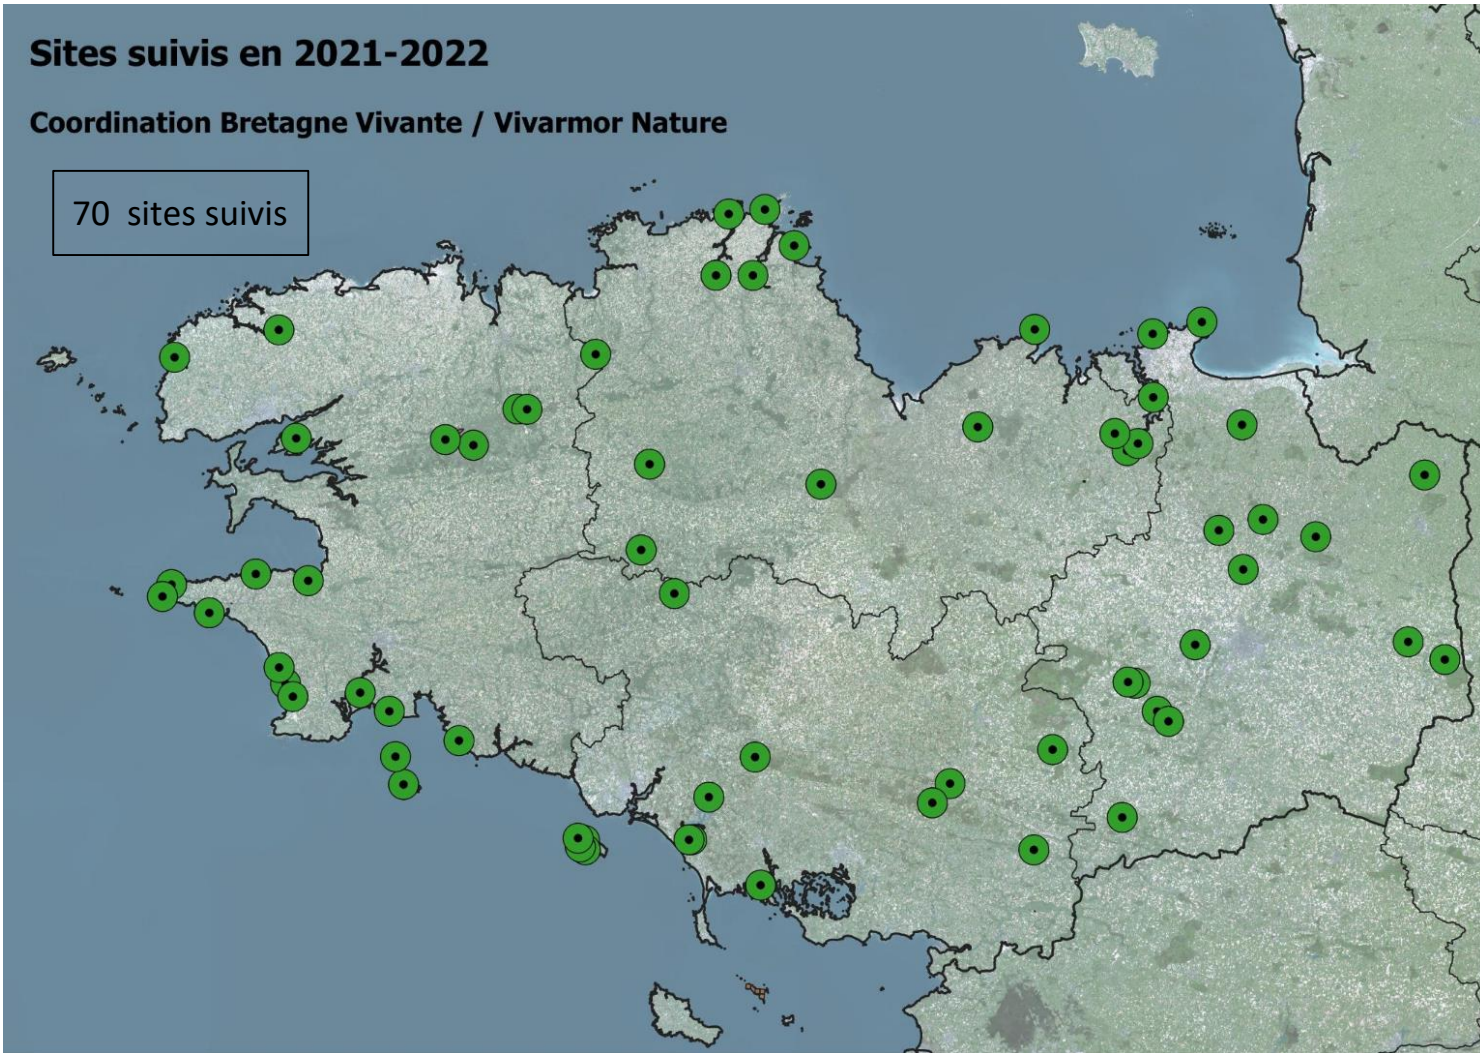 Sites suivis en 2021-2022
Coordination Bretagne Vivante / Vivarmor Nature
70 sites suivis